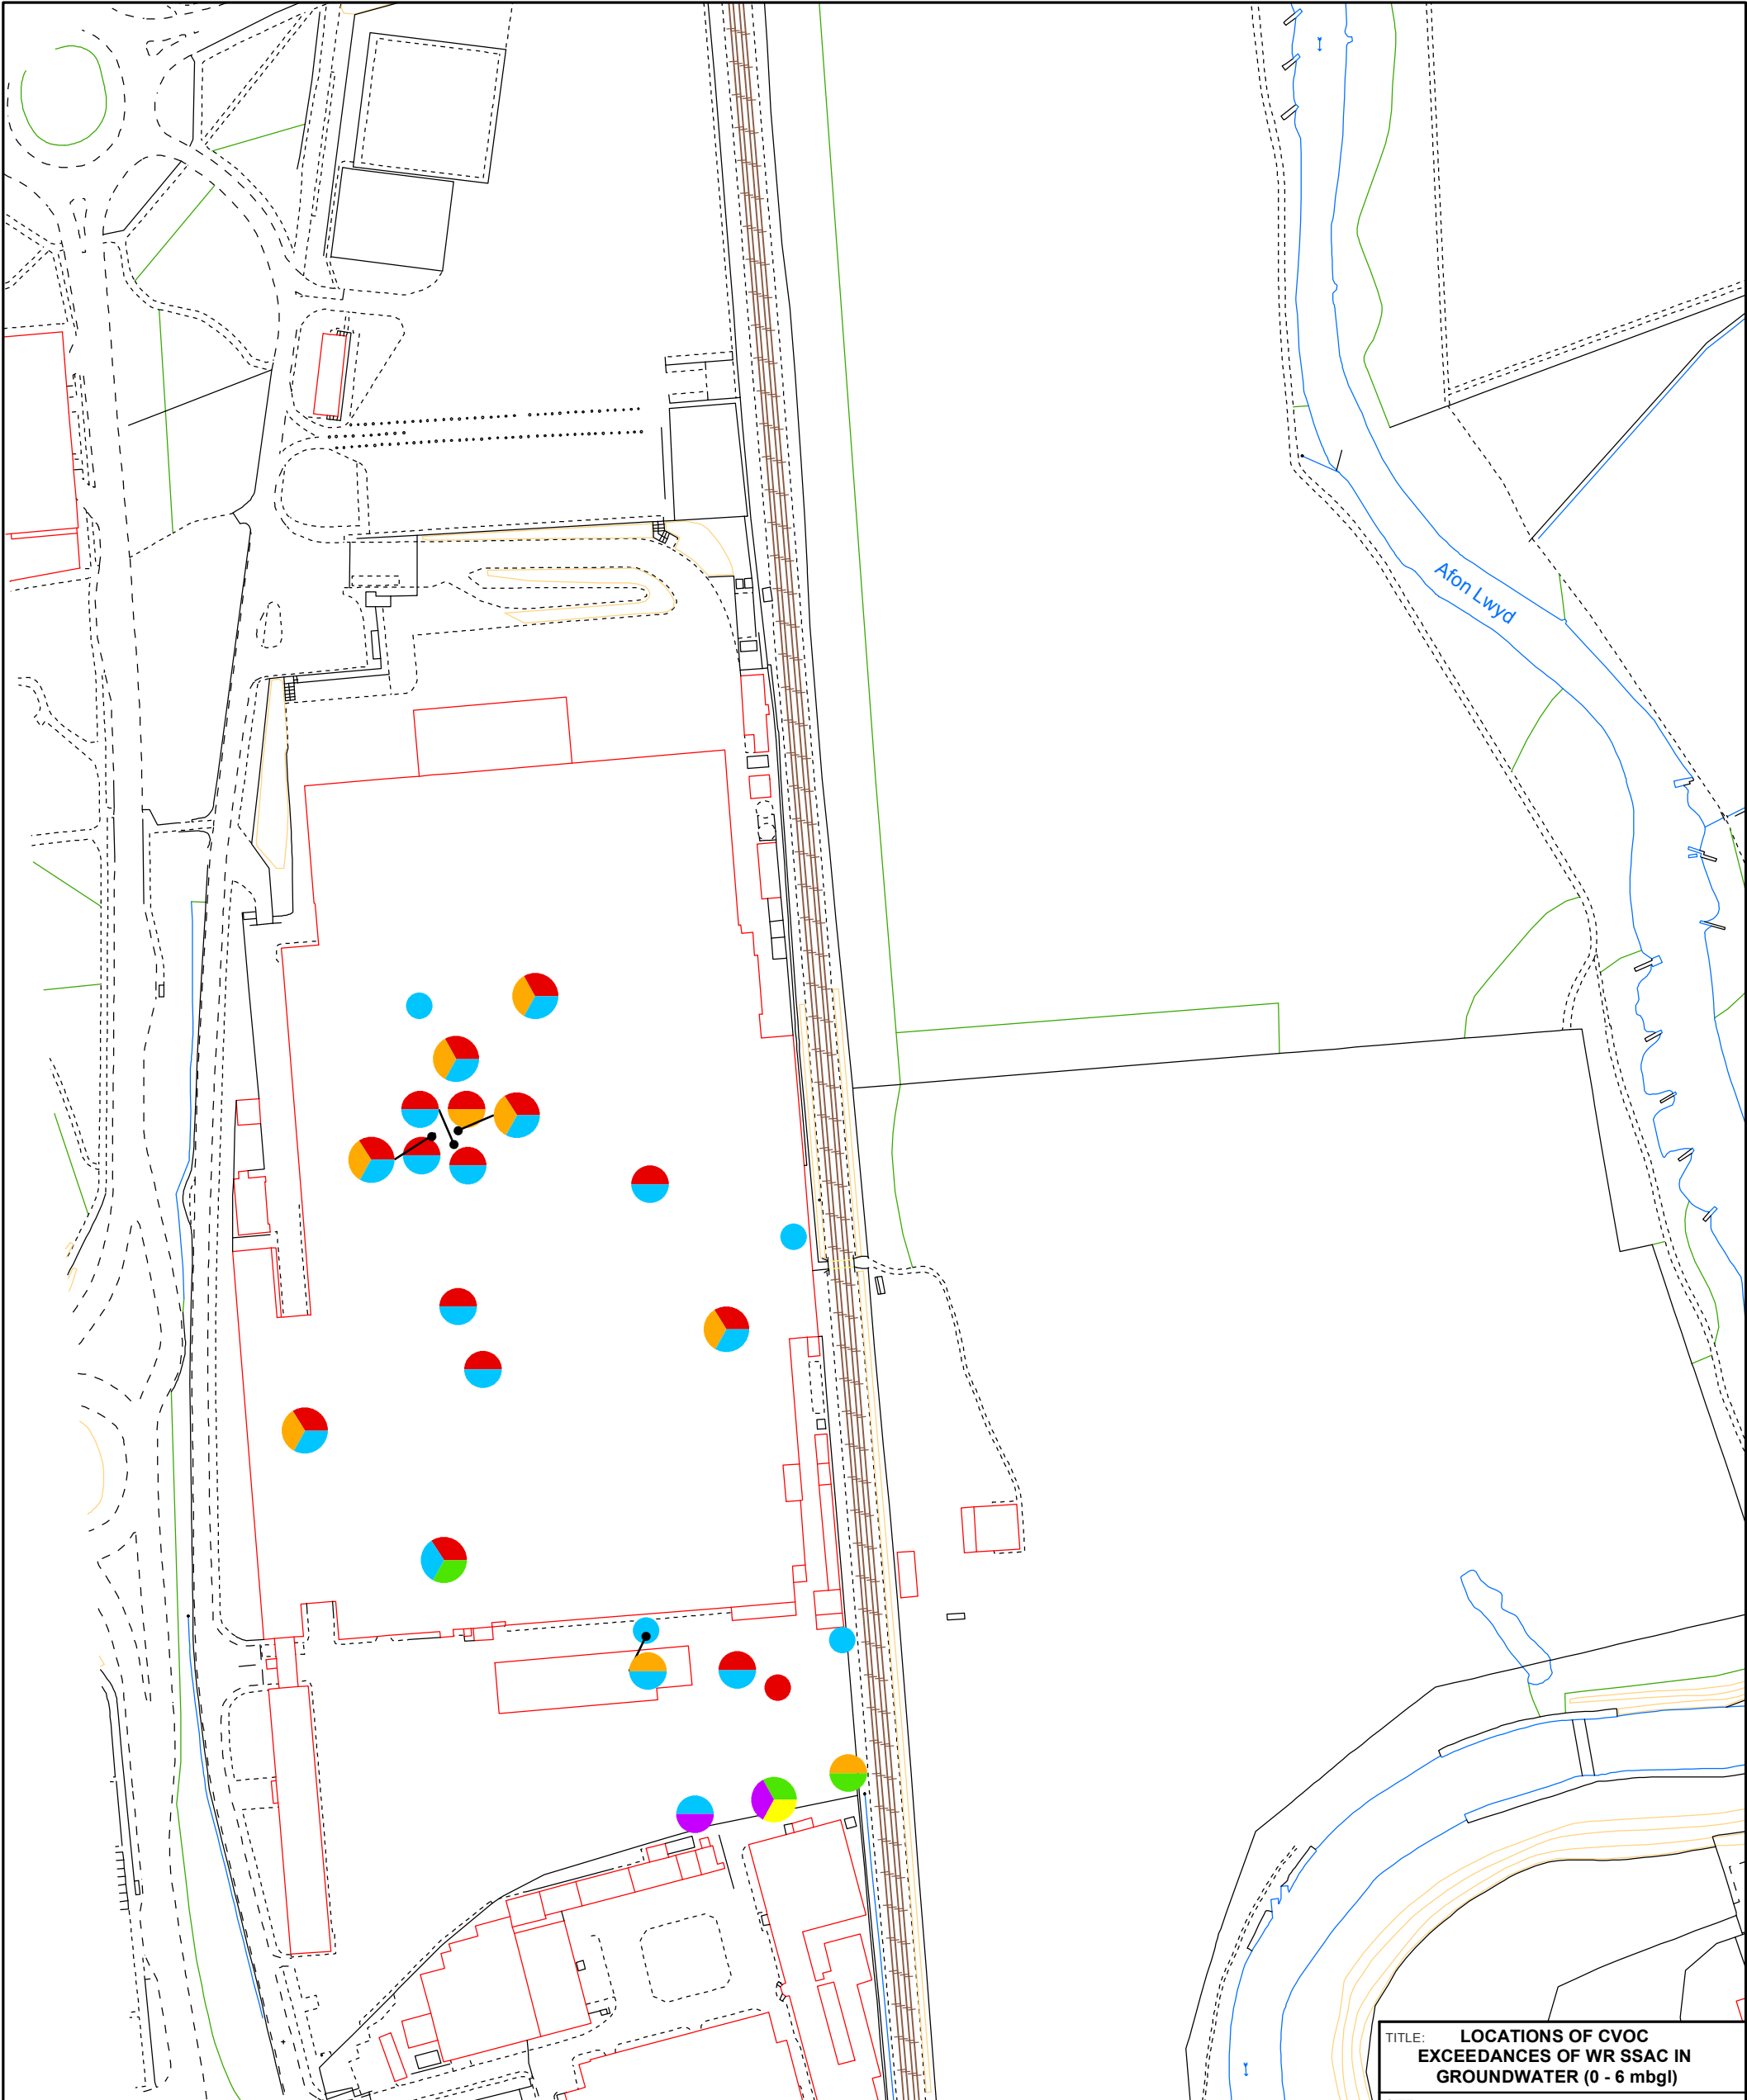 Afon Lwyd
TITLE: LOCATIONS OF CVOC
EXCEEDANCES OF WR SSAC IN
GROUNDWATER (0 - 6 mbgl)